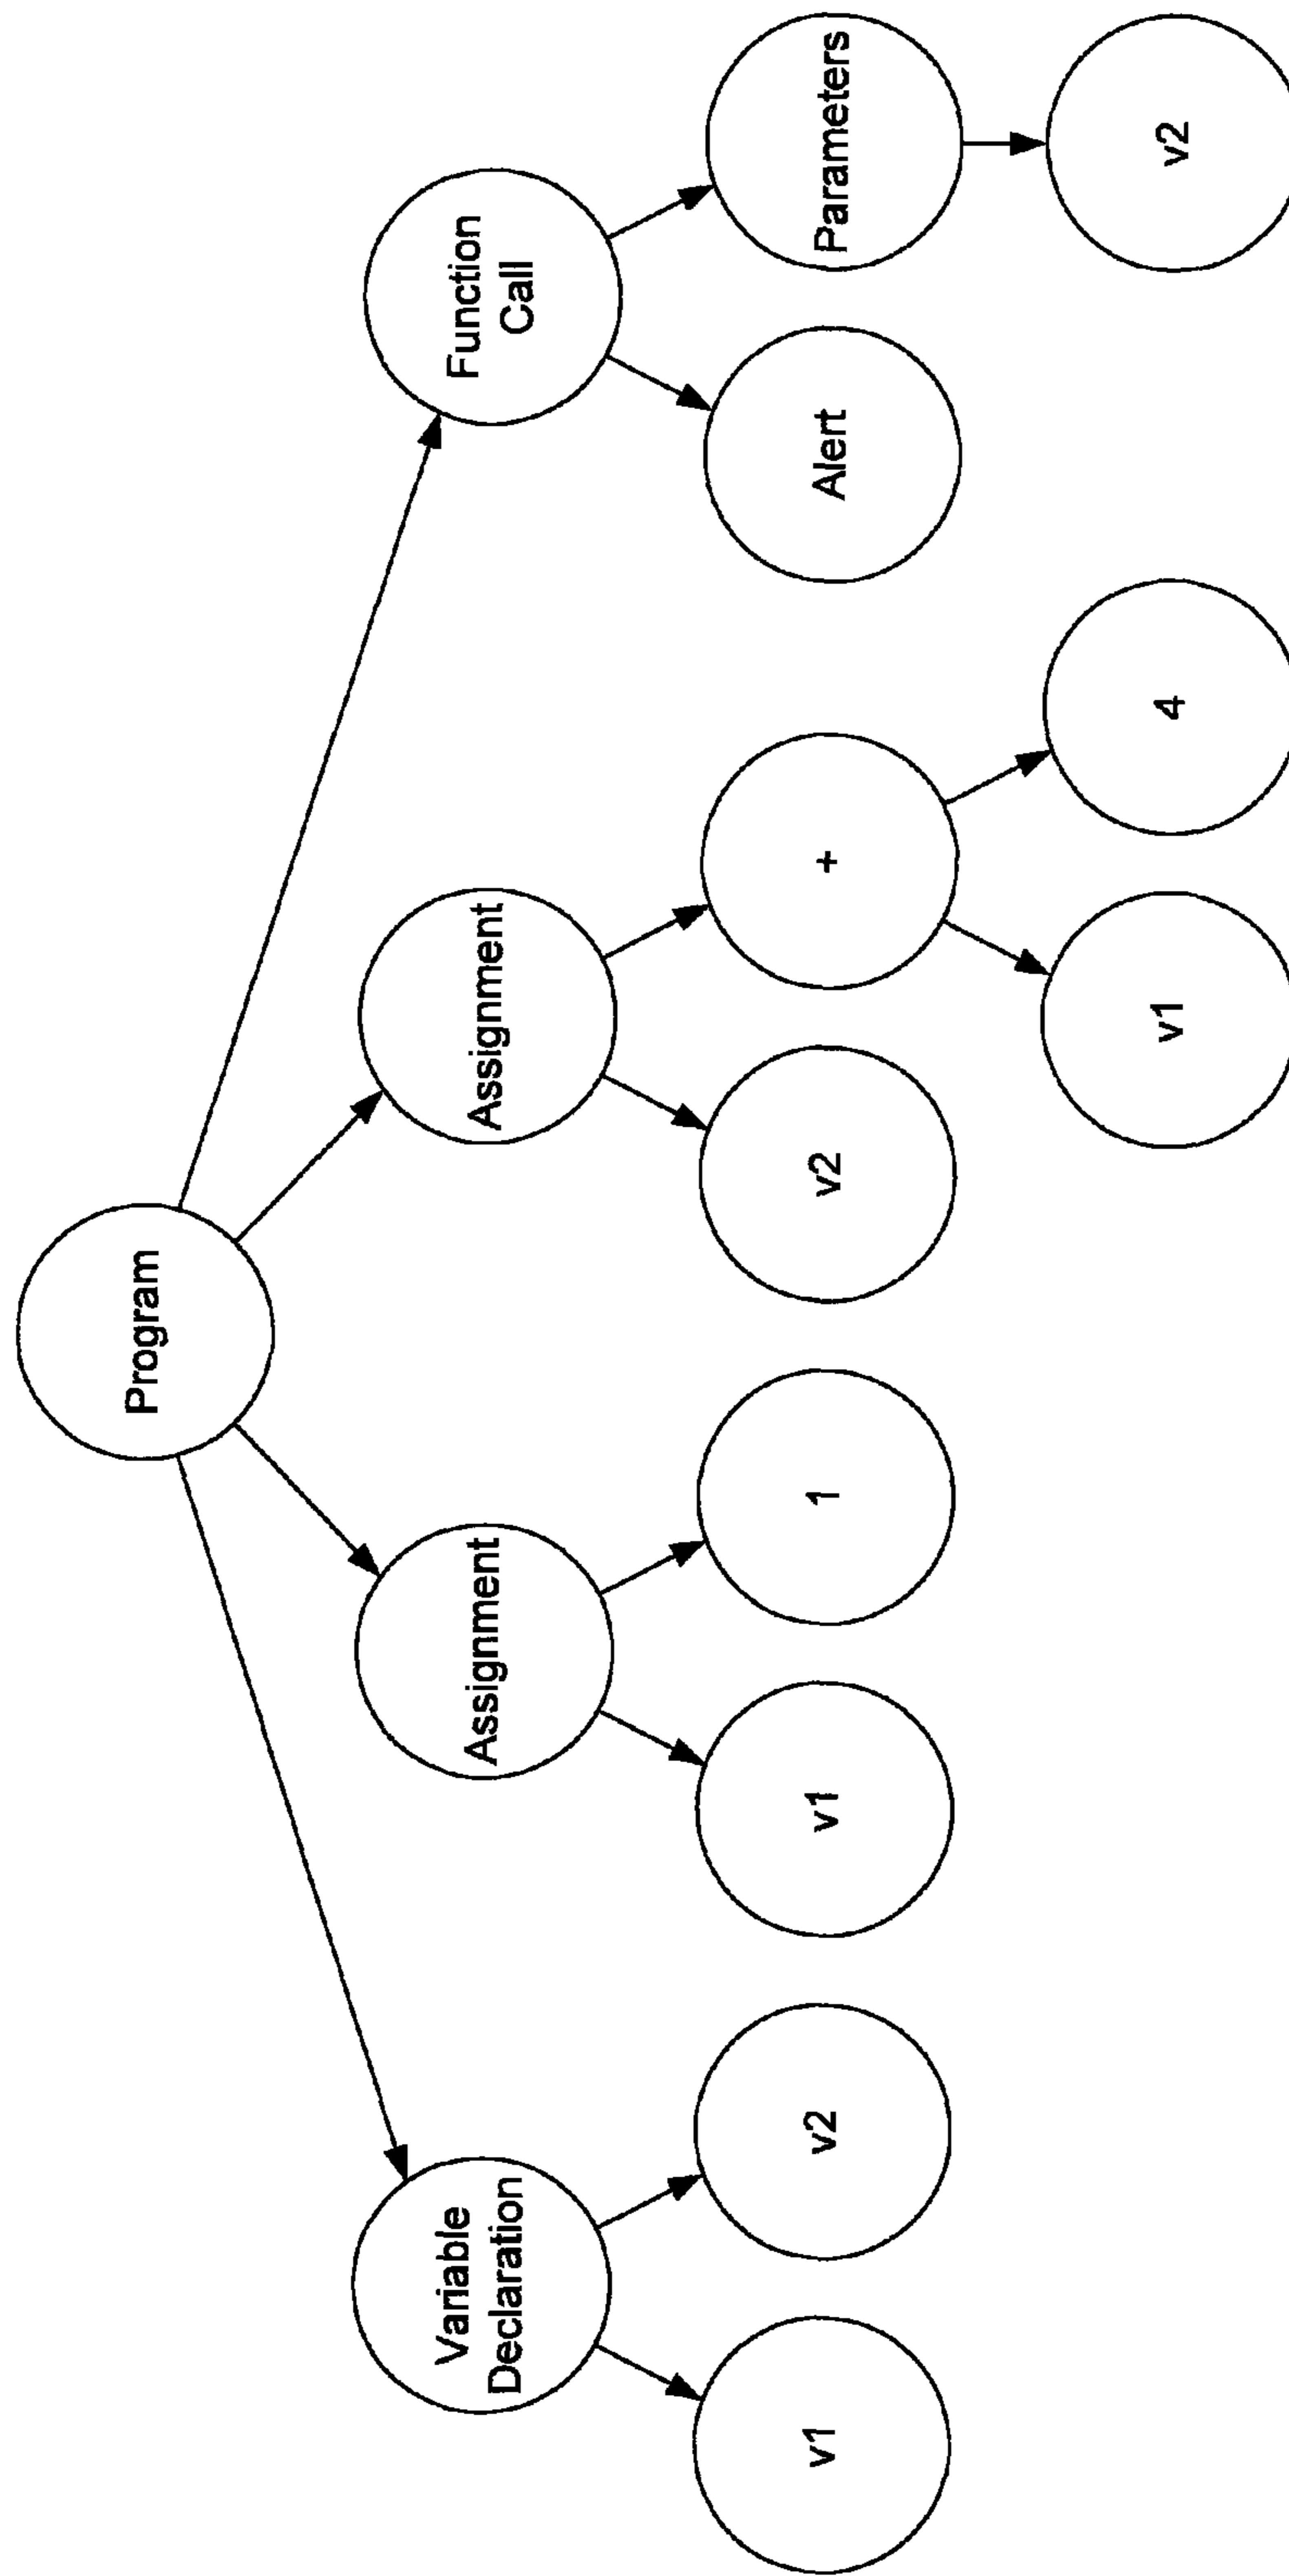 Program
Variable
Declaration
Assignment
Assignment
Function
Call
v1
v2
v1
1
v2
+
Alert
Parameters
v1
4
v2